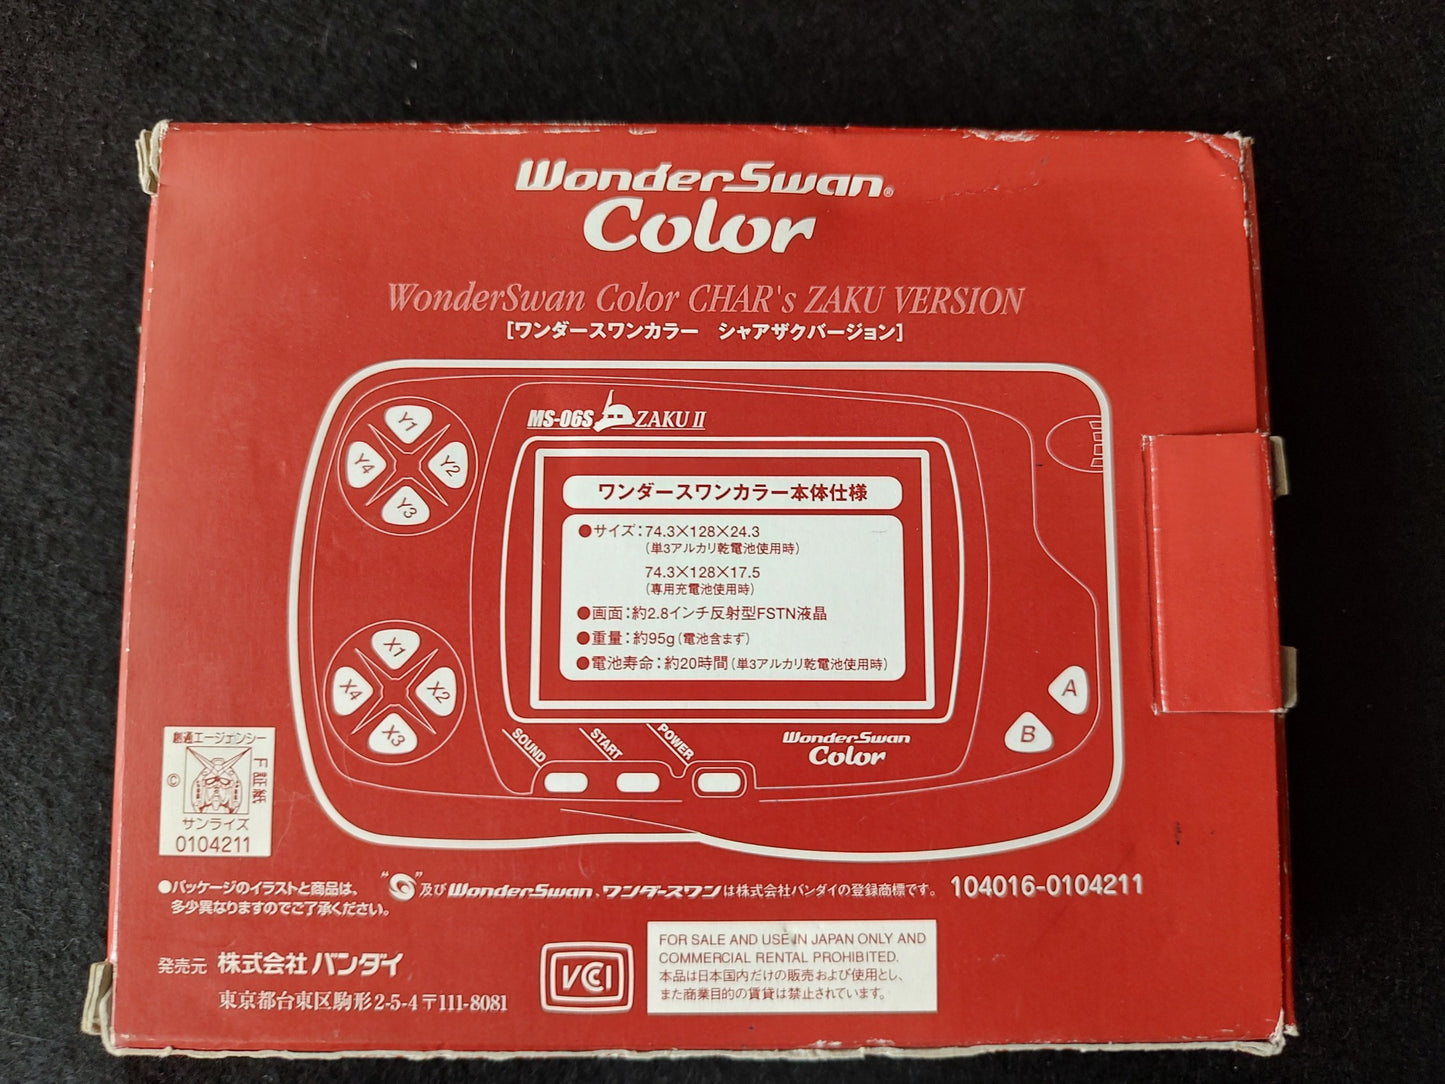 WonderSwan®
Color
WonderSwan Color CHAR's ZAKU VERSION
[ワンダースワンカラー　シャアザクバージョン]
MS-06S ZAKU II
Y1
Y4 Y2
Y3
ワンダースワンカラー本体仕様
●サイズ：74.3×128×24.3
（単3アルカリ乾電池使用時）
74.3×128×17.5
（専用充電池使用時）
●画面：約2.8インチ反射型FSTN液晶
●重量：約95g（電池含まず）
●電池寿命：約20時間（単3アルカリ乾電池使用時）
X1
X4 X2
X3
A
B
SOUND START POWER
WonderSwan
Color
創通エージェンシー
© 証紙
サンライズ
0104211
●パッケージのイラストと商品は、
多少異なりますのでご了承ください。
“ ”及びWonderSwan、ワンダースワンは株式会社バンダイの登録商標です。 104016-0104211
発売元 株式会社 バンダイ
東京都台東区駒形2-5-4〒111-8081
VCCI
FOR SALE AND USE IN JAPAN ONLY AND
COMMERCIAL RENTAL PROHIBITED.
本品は日本国内だけの販売および使用とし、
また商業目的の賃貸は禁止されています。